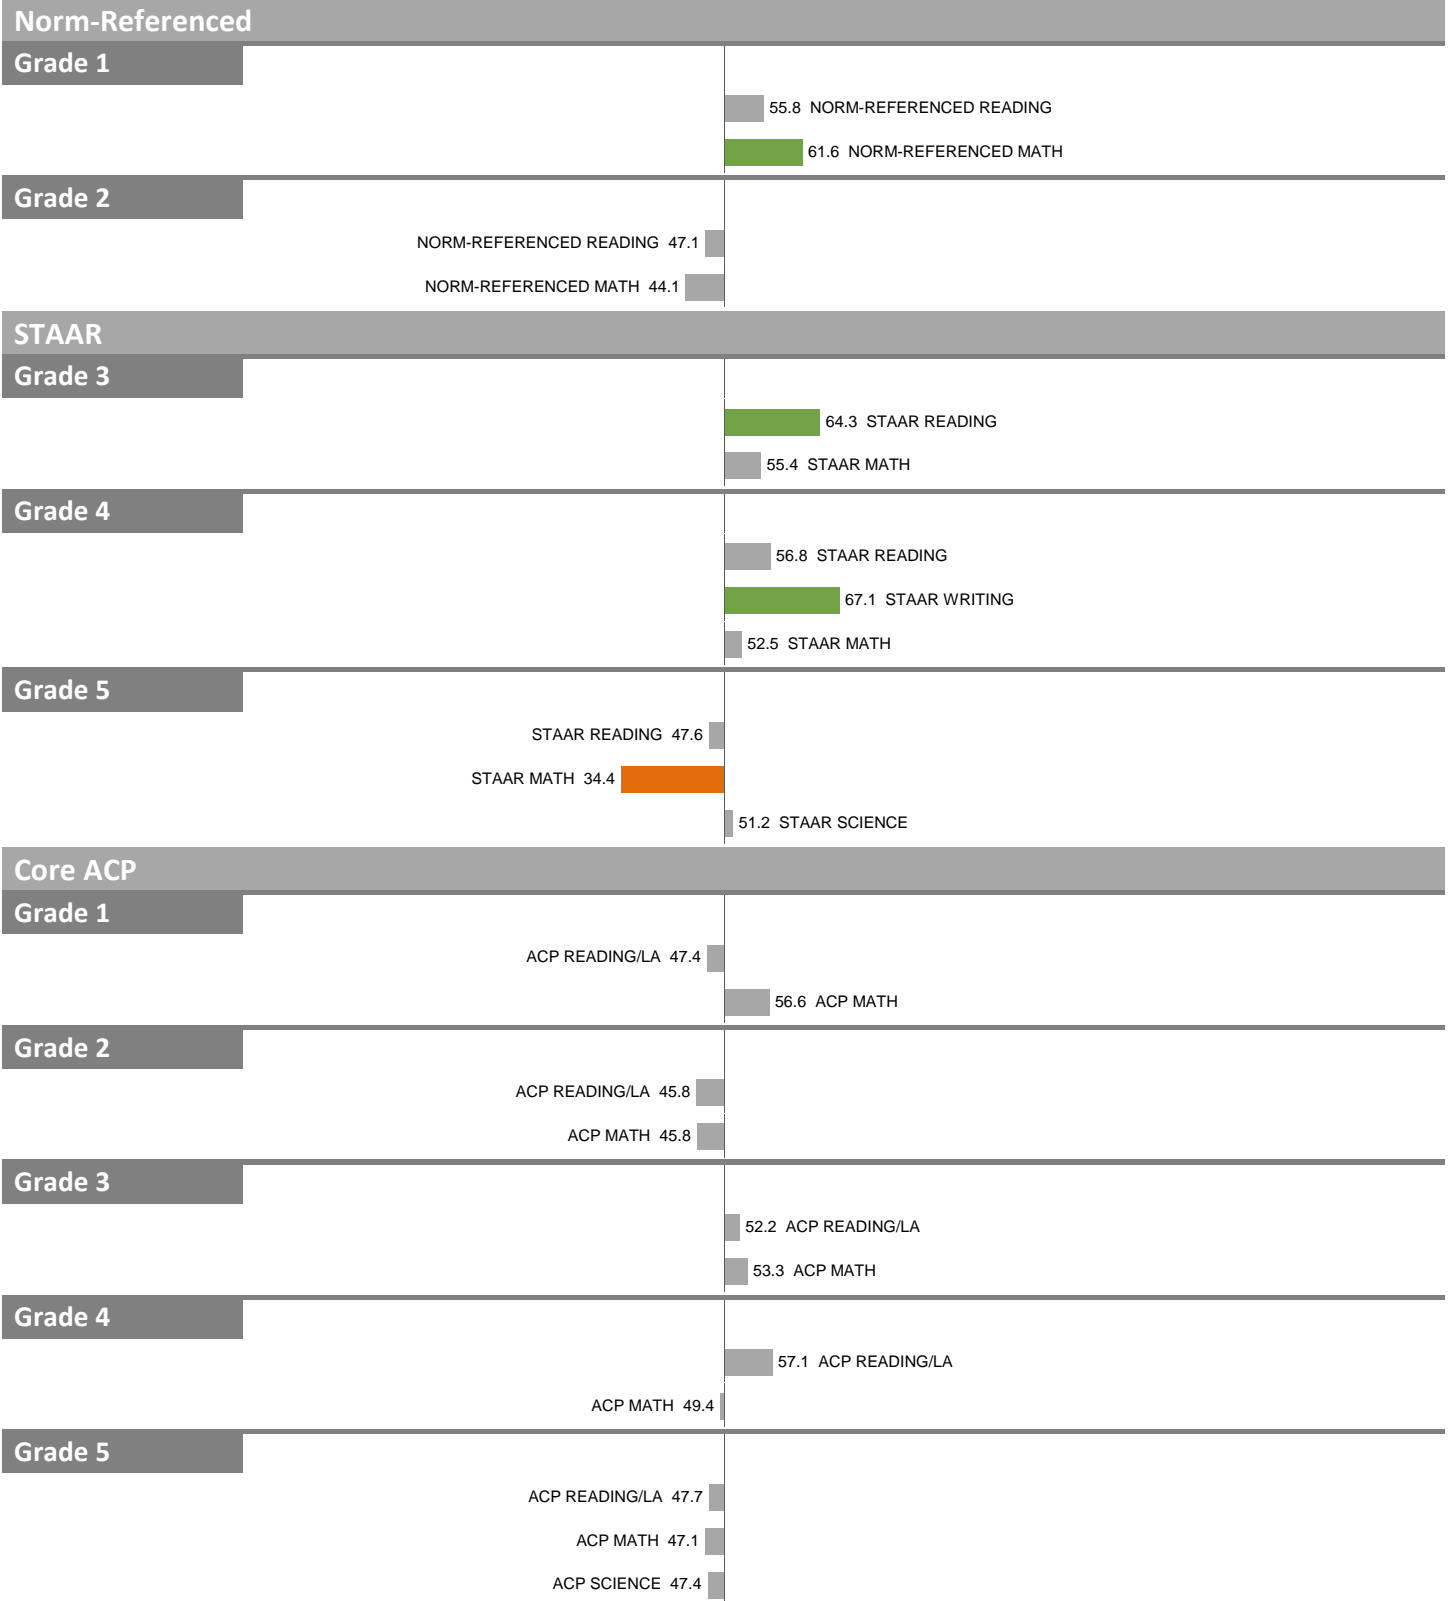 Norm-Referenced
Grade 1
55.8 NORM-REFERENCED READING
61.6 NORM-REFERENCED MATH
Grade 2
NORM-REFERENCED READING 47.1
NORM-REFERENCED MATH 44.1
STAAR
Grade 3
64.3 STAAR READING
55.4 STAAR MATH
Grade 4
56.8 STAAR READING
67.1 STAAR WRITING
52.5 STAAR MATH
Grade 5
STAAR READING 47.6
STAAR MATH 34.4
51.2 STAAR SCIENCE
Core ACP
Grade 1
ACP READING/LA 47.4
56.6 ACP MATH
Grade 2
ACP READING/LA 45.8
ACP MATH 45.8
Grade 3
52.2 ACP READING/LA
53.3 ACP MATH
Grade 4
57.1 ACP READING/LA
ACP MATH 49.4
Grade 5
ACP READING/LA 47.7
ACP MATH 47.1
ACP SCIENCE 47.4